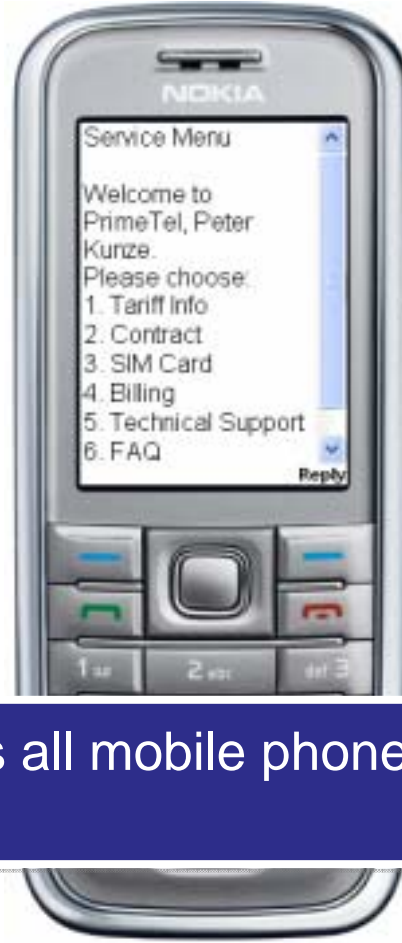 NOKIA
Service Menu
Welcome to
PrimeTel, Peter
Kunze.
Please choose:
1. Tariff Info
2. Contract
3. SIM Card
4. Billing
5. Technical Support
6. FAQ
Reply
1 2 abc def 3
s all mobile phone